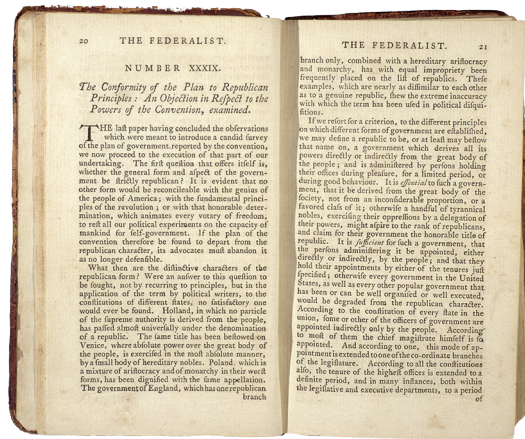 20 THE FEDERALIST.
NUMBER XXXIX.
The Conformity of the Plan to Republican
Principles: An Objection in Respect to the
Powers of the Convention, examined.
THE last paper having concluded the observations
which were meant to introduce a candid survey
of the plan of government reported by the convention,
we now proceed to the execution of that part of our
undertaking. The first question that offers itself is,
whether the general form and aspect of the govern-
ment be strictly republican? It is evident that no
other form would be reconcileable with the genius of
the people of America; with the fundamental princi-
ples of the revolution; or with that honorable deter-
mination, which animates every votary of freedom,
to rest all our political experiments on the capacity of
mankind for self-government. If the plan of the
convention therefore be found to depart from the
republican character, its advocates must abandon it
as no longer defensible.
What then are the distinctive characters of the
republican form? Were an answer to this question to
be sought, not by recurring to principles, but in the
application of the term by political writers, to the
constitutions of different states, no satisfactory one
would ever be found. Holland, in which no particle
of the supreme authority is derived from the people,
has passed almost universally under the denomination
of a republic. The same title has been bestowed on
Venice, where absolute power over the great body of
the people, is exercised in the most absolute manner,
by a small body of hereditary nobles. Poland, which is
a mixture of aristocracy and of monarchy in their worst
forms, has been dignified with the same appellation.
The government of England, which has one republican
branch
THE FEDERALIST. 21
branch only, combined with a hereditary aristocracy
and monarchy, has with equal impropriety been
frequently placed on the list of republics. These
examples, which are nearly as dissimilar to each other
as to a genuine republic, shew the extreme inaccuracy
with which the term has been used in political disqui-
sitions.
If we resort for a criterion, to the different principles
on which different forms of government are established,
we may define a republic to be, or at least may bestow
that name on, a government which derives all its
powers directly or indirectly from the great body of
the people; and is administered by persons holding
their offices during pleasure, for a limited period, or
during good behaviour. It is essential to such a govern-
ment, that it be derived from the great body of the
society, not from an inconsiderable proportion, or a
favored class of it; otherwise a handful of tyrannical
nobles, exercising their oppressions by a delegation of
their powers, might aspire to the rank of republicans,
and claim for their government the honorable title of
republic. It is sufficient for such a government, that
the persons administering it be appointed, either
directly or indirectly, by the people; and that they
hold their appointments by either of the tenures just
specified; otherwise every government in the United
States, as well as every other popular government that
has been or can be well organised or well executed,
would be degraded from the republican character.
According to the constitution of every state in the
union, some or other of the officers of government are
appointed indirectly only by the people. According
to most of them the chief magistrate himself is so
appointed. And according to one, this mode of ap-
pointment is extended to one of the co-ordinate branches
of the legislature. According to all the constitutions
also, the tenure of the highest offices is extended to a
definite period, and in many instances, both within
the legislative and executive departments, to a period
of